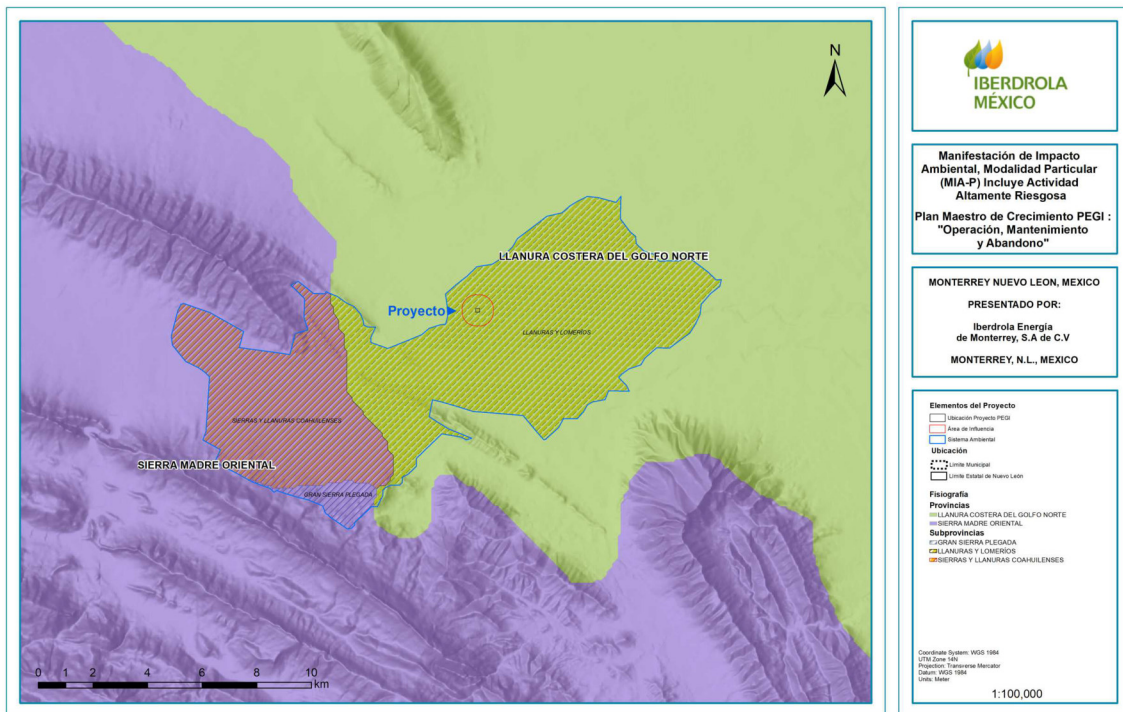 N
LLANURA COSTERA DEL GOLFO NORTE
Proyecto
LLANURAS Y LOMERÍOS
SIERRAS Y LLANURAS COAHUILENSES
SIERRA MADRE ORIENTAL
GRAN SIERRA PLEGADA
0 1 2 4 6 8 10
km
IBERDROLA
MÉXICO
Manifestación de Impacto
Ambiental, Modalidad Particular
(MIA-P) Incluye Actividad
Altamente Riesgosa
Plan Maestro de Crecimiento PEGI :
"Operación, Mantenimiento
y Abandono"
MONTERREY NUEVO LEON, MEXICO
PRESENTADO POR:
Iberdrola Energía
de Monterrey, S.A de C.V
MONTERREY, N.L., MEXICO
Elementos del Proyecto
Ubicación Proyecto PEGI
Área de Influencia
Sistema Ambiental
Ubicación
Limite Municipal
Limite Estatal de Nuevo León
Fisiografía
Provincias
LLANURA COSTERA DEL GOLFO NORTE
SIERRA MADRE ORIENTAL
Subprovincias
GRAN SIERRA PLEGADA
LLANURAS Y LOMERÍOS
SIERRAS Y LLANURAS COAHUILENSES
Coordinate System: WGS 1984
UTM Zone 14N
Projection: Transverse Mercator
Datum: WGS 1984
Units: Meter
1:100,000